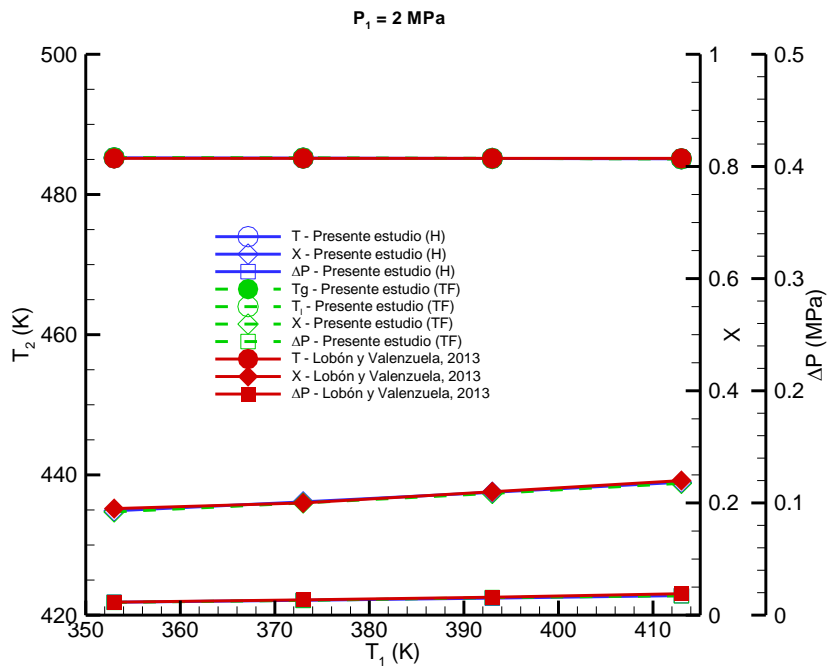 P₁ = 2 MPa
500
480
460
440
420
T₂ (K)
350
360
370
380
390
400
410
T₁ (K)
1
0.8
0.6
0.4
0.2
0
X
0.5
0.4
0.3
0.2
0.1
0
ΔP (MPa)
T - Presente estudio (H)
X - Presente estudio (H)
ΔP - Presente estudio (H)
Tg - Presente estudio (TF)
Tₗ - Presente estudio (TF)
X - Presente estudio (TF)
ΔP - Presente estudio (TF)
T - Lobón y Valenzuela, 2013
X - Lobón y Valenzuela, 2013
ΔP - Lobón y Valenzuela, 2013